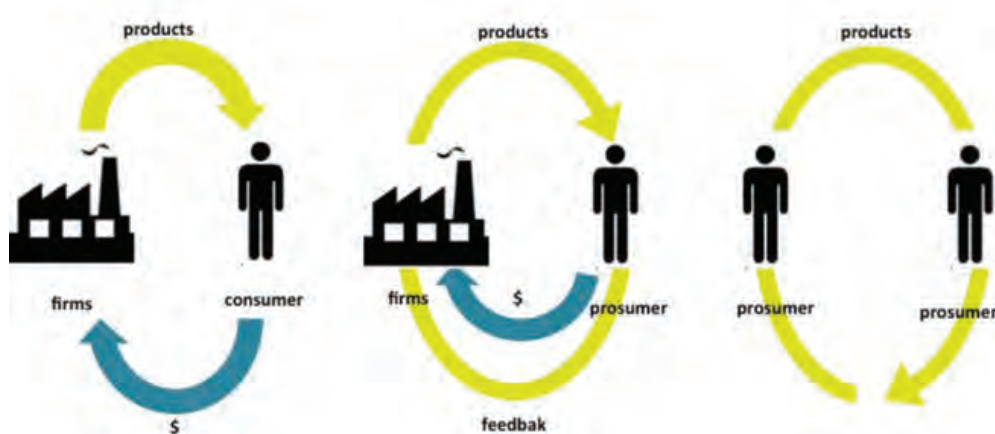 products
firms
consumer
$
products
firms
$
prosumer
feedbak
products
prosumer
prosumer